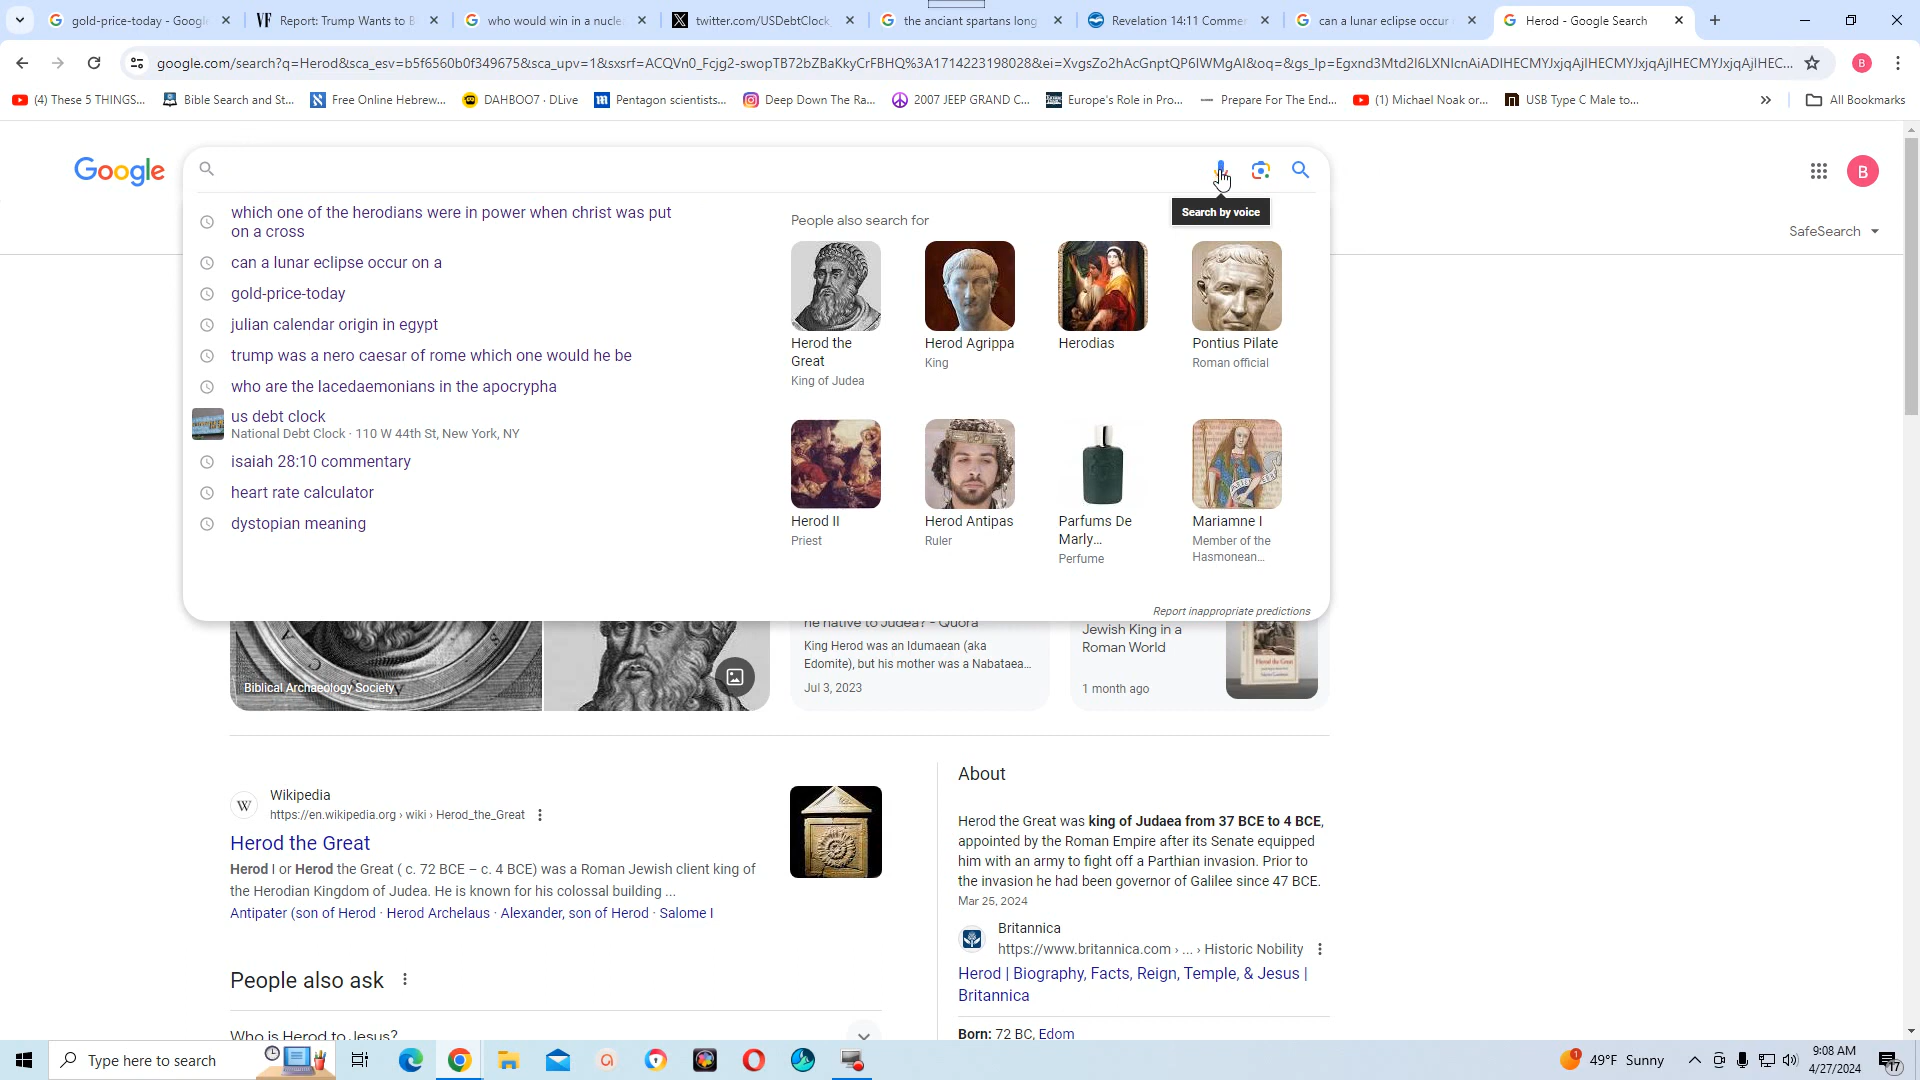 gold-price-today - Google
Report: Trump Wants to B
who would win in a nucle
twitter.com/USDebtClock
the anciant spartans long
Revelation 14:11 Comme
can a lunar eclipse occur
Herod - Google Search
google.com/search?q=Herod&sca_esv=b5f6560b0f349675&sca_upv=1&sxsrf=ACQVn0_Fcjg2-swopTB72bZBaKkyCrFBHQ%3A1714223198028&ei=XvgsZo2hAcGnptQP6IWMgAI&oq=&gs_lp=Egxnd3Mtd2l6LXNlcnAiADIHECMYJxjqAjIHECMYJxjqAjIHECMYJxjqAjIHECMYJxjqAjIHEC...
B
(4) These 5 THINGS...
Bible Search and St...
Free Online Hebrew...
DAHBOO7 · DLive
Pentagon scientists...
Deep Down The Ra...
2007 JEEP GRAND C...
Europe's Role in Pro...
Prepare For The End...
(1) Michael Noak or...
USB Type C Male to...
»
All Bookmarks
Google
B
Search by voice
SafeSearch
which one of the herodians were in power when christ was put
on a cross
can a lunar eclipse occur on a
gold-price-today
julian calendar origin in egypt
trump was a nero caesar of rome which one would he be
who are the lacedaemonians in the apocrypha
us debt clock
National Debt Clock · 110 W 44th St, New York, NY
isaiah 28:10 commentary
heart rate calculator
dystopian meaning
People also search for
Herod the
Great
King of Judea
Herod Agrippa
King
Herodias
Pontius Pilate
Roman official
Herod II
Priest
Herod Antipas
Ruler
Parfums De
Marly...
Perfume
Mariamne I
Member of the
Hasmonean...
Report inappropriate predictions
Biblical Archaeology Society
he native to Judea? - Quora
King Herod was an Idumaean (aka
Edomite), but his mother was a Nabataea...
Jul 3, 2023
Jewish King in a
Roman World
1 month ago
Wikipedia
https://en.wikipedia.org › wiki › Herod_the_Great
Herod the Great
Herod I or Herod the Great ( c. 72 BCE – c. 4 BCE) was a Roman Jewish client king of
the Herodian Kingdom of Judea. He is known for his colossal building ...
Antipater (son of Herod · Herod Archelaus · Alexander, son of Herod · Salome I
People also ask
Who is Herod to Jesus?
About
Herod the Great was king of Judaea from 37 BCE to 4 BCE,
appointed by the Roman Empire after its Senate equipped
him with an army to fight off a Parthian invasion. Prior to
the invasion he had been governor of Galilee since 47 BCE.
Mar 25, 2024
Britannica
https://www.britannica.com › ... › Historic Nobility
Herod | Biography, Facts, Reign, Temple, & Jesus |
Britannica
Born: 72 BC, Edom
Type here to search
49°F Sunny
9:08 AM
4/27/2024
17